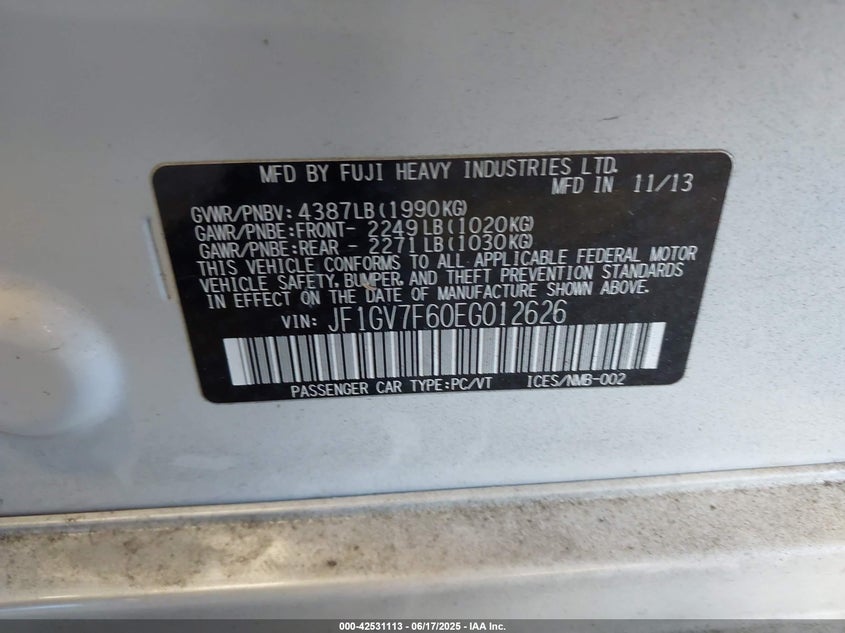 MFD BY FUJI HEAVY INDUSTRIES LTD.
MFD IN 11/13
GVWR/PNBV: 4387LB(1990KG)
GAWR/PNBE:FRONT- 2249LB(1020KG)
GAWR/PNBE:REAR - 2271LB(1030KG)
THIS VEHICLE CONFORMS TO ALL APPLICABLE FEDERAL MOTOR
VEHICLE SAFETY, BUMPER, AND THEFT PREVENTION STANDARDS
IN EFFECT ON THE DATE OF MANUFACTURE SHOWN ABOVE.
VIN: JF1GV7F60EG012626
PASSENGER CAR TYPE:PC/VT ICES/NMB-002
000-42531113 - 06/17/2025 - IAA Inc.